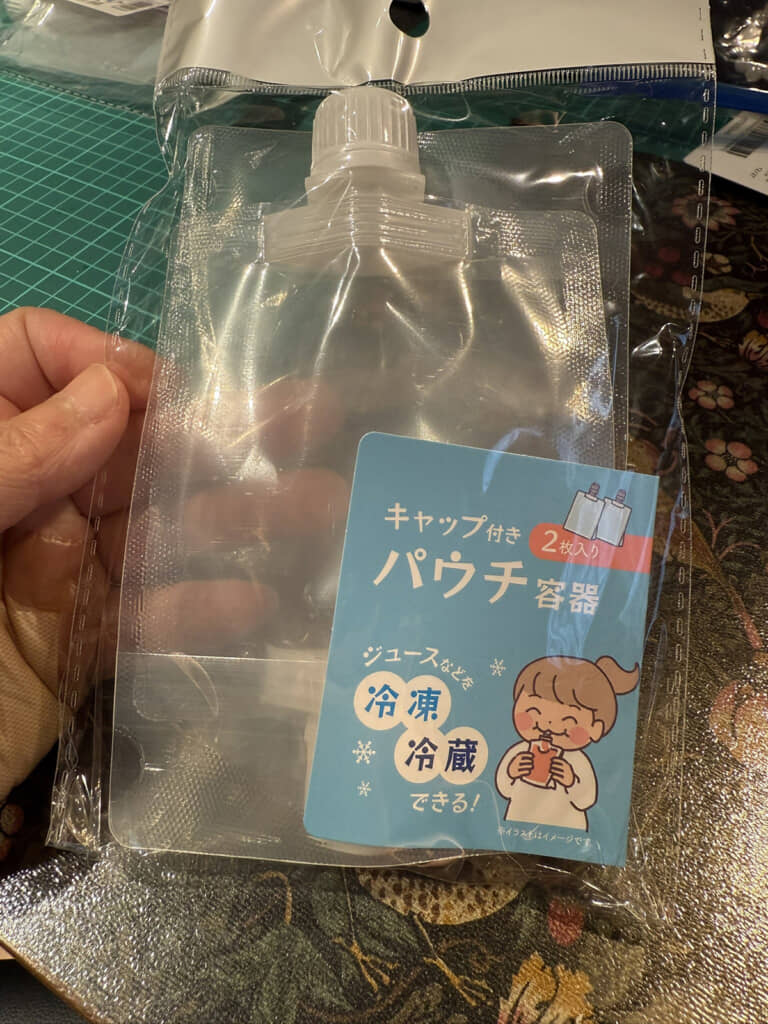 キャップ付き
2枚入り
パウチ容器
ジュースなどを
冷凍
冷蔵
できる!
※イラストはイメージです